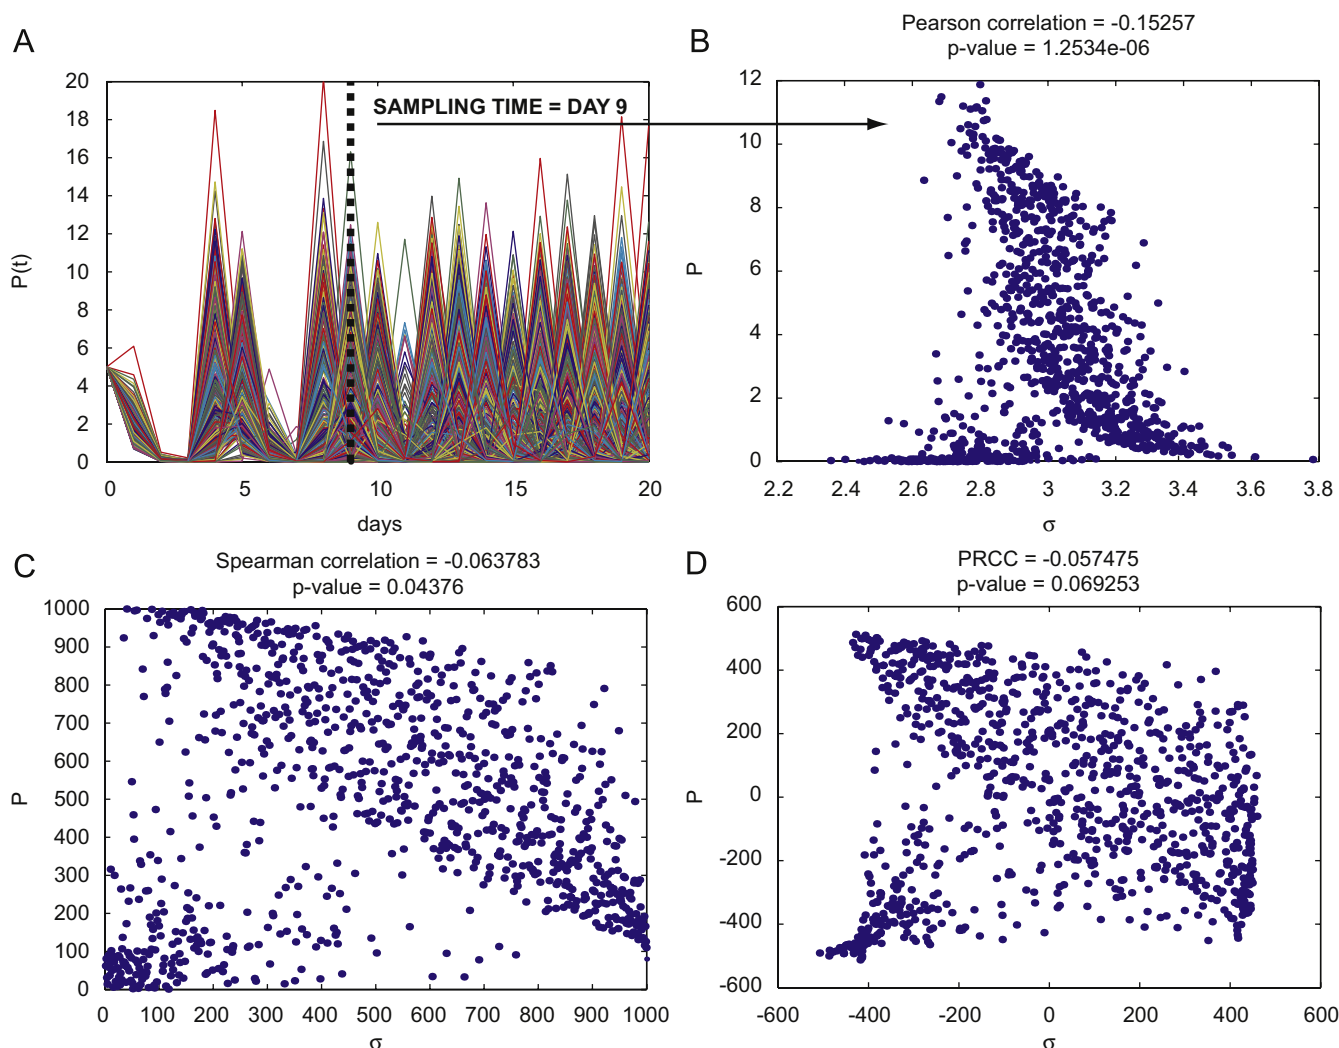 A
20
18
16
14
12
10
8
6
4
2
0
P(t)
0 5 10 15 20
days
SAMPLING TIME = DAY 9
B
Pearson correlation = -0.15257
p-value = 1.2534e-06
12
10
8
6
4
2
0
P
2.2 2.4 2.6 2.8 3 3.2 3.4 3.6 3.8
σ
C
Spearman correlation = -0.063783
p-value = 0.04376
1000
900
800
700
600
500
400
300
200
100
0
P
0 100 200 300 400 500 600 700 800 900 1000
σ
D
PRCC = -0.057475
p-value = 0.069253
600
400
200
0
-200
-400
-600
P
-600 -400 -200 0 200 400 600
σ